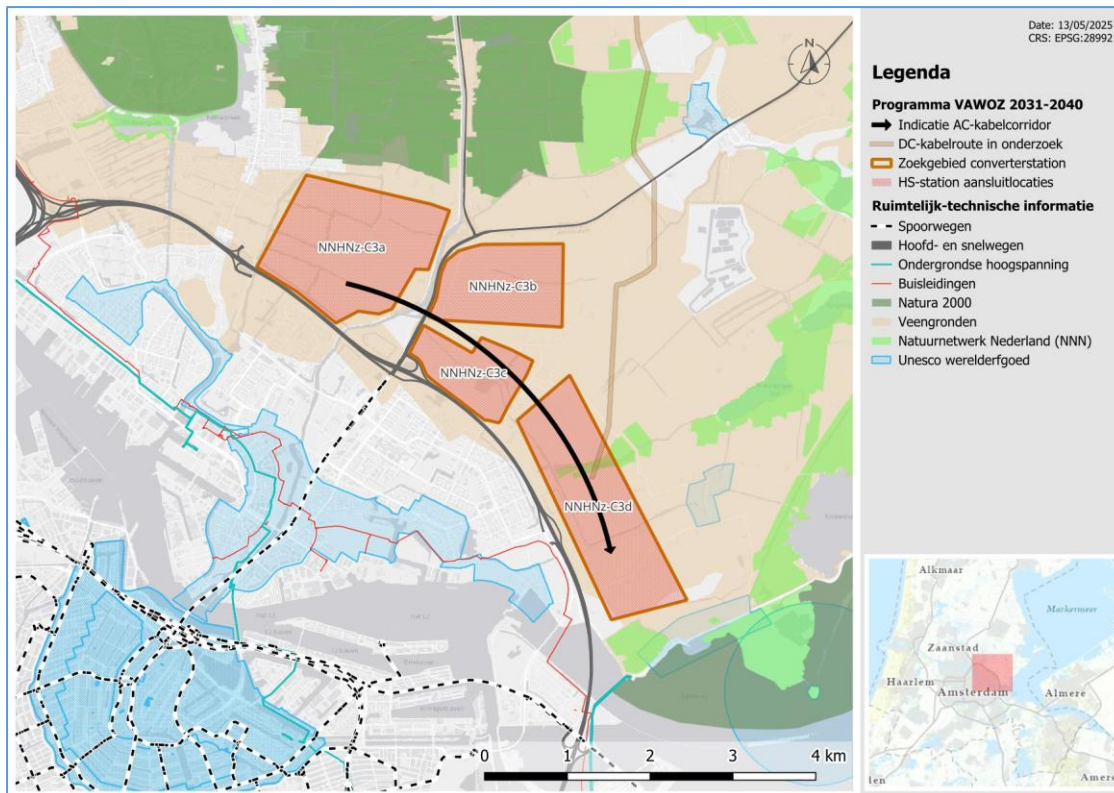 Date: 13/05/2025
CRS: EPSG:28992
Legenda
Programma VAWOZ 2031-2040
Indicatie AC-kabelcorridor
DC-kabelroute in onderzoek
Zoekgebied converterstation
HS-station aansluitlocaties
Ruimtelijk-technische informatie
Spoorwegen
Hoofd- en snelwegen
Ondergrondse hoogspanning
Buisleidingen
Natura 2000
Veengronden
Natuurnetwerk Nederland (NNN)
Unesco werelderfgoed
N
NNHNz-C3a
NNHNz-C3b
NNHNz-C3c
NNHNz-C3d
0 1 2 3 4 km
Alkmaar
Markermeer
Zaanstad
Haarlem
Amsterdam
Almere
len
Hilversum
Amer